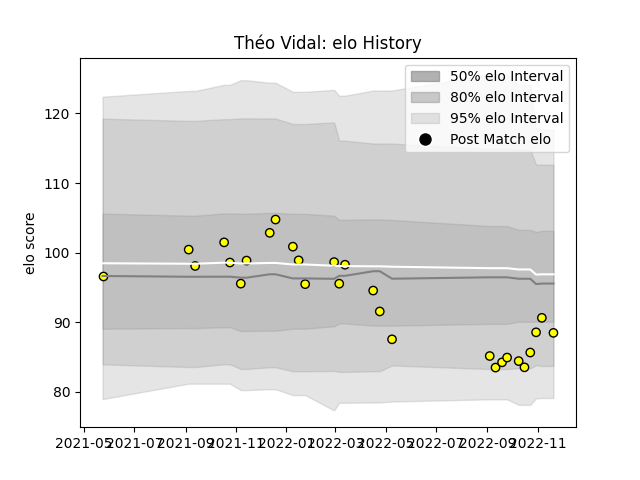 Théo Vidal: elo History
50% elo Interval
80% elo Interval
95% elo Interval
Post Match elo
elo score
120
110
100
90
80
2021-05 2021-07 2021-09 2021-11 2022-01 2022-03 2022-05 2022-07 2022-09 2022-11